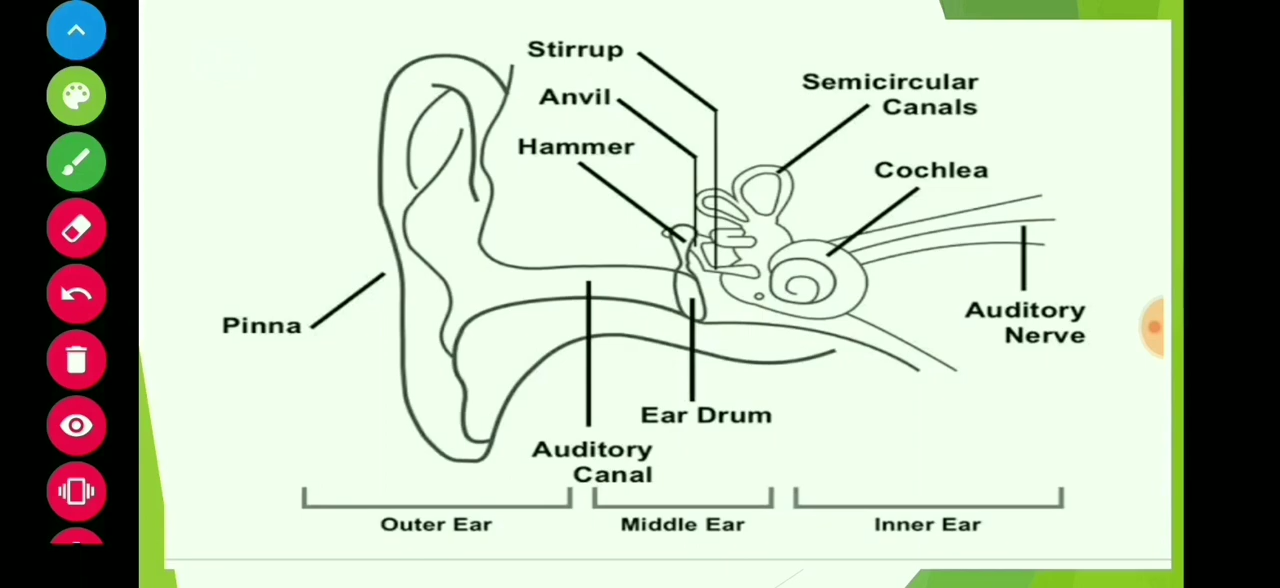 Stirrup
Anvil
Hammer
Semicircular
Canals
Cochlea
Pinna
Auditory
Nerve
Ear Drum
Auditory
Canal
Outer Ear
Middle Ear
Inner Ear